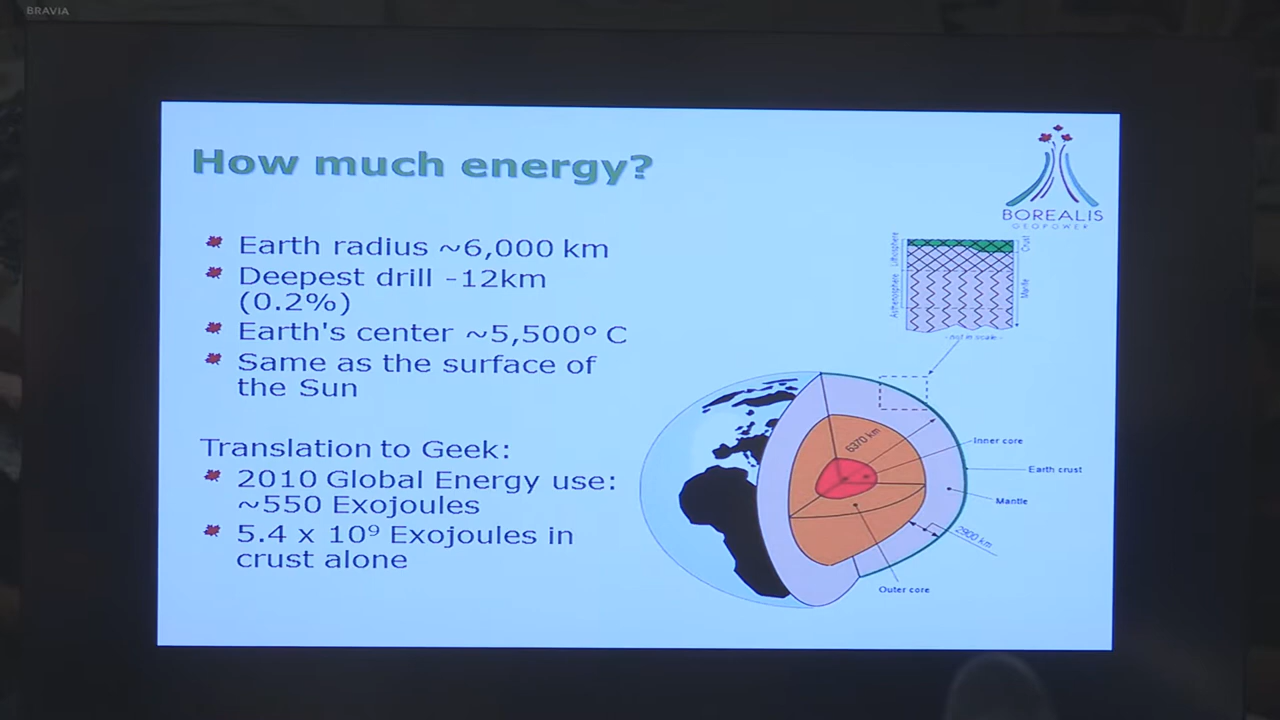 BRAVIA
How much energy?
BOREALIS
GEOPOWER
Earth radius ~6,000 km
Deepest drill -12km
(0.2%)
Earth's center ~5,500° C
Same as the surface of
the Sun
Translation to Geek:
2010 Global Energy use:
~550 Exojoules
5.4 x 10⁹ Exojoules in
crust alone
Lithosphere
Asthenosphere
Crust
Mantle
- not in scale -
6370 km
Inner core
Earth crust
Mantle
2900 km
Outer core